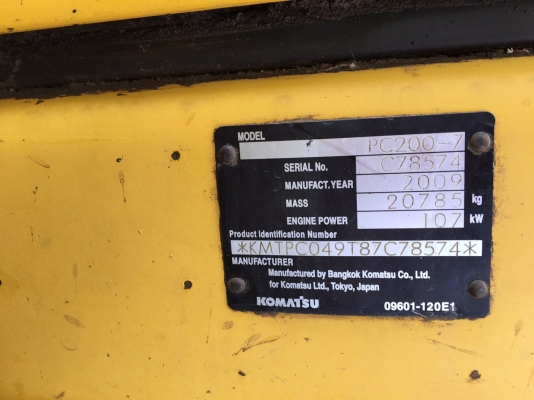 MODEL PC200-7
SERIAL No. C78574
MANUFACT.YEAR 2009
MASS 20785 kg
ENGINE POWER 107 kW
Product Identification Number
*KMTPC049T87C78574*
MANUFACTURER
Manufactured by Bangkok Komatsu Co., Ltd.
for Komatsu Ltd., Tokyo, Japan
KOMATSU 09601-120E1